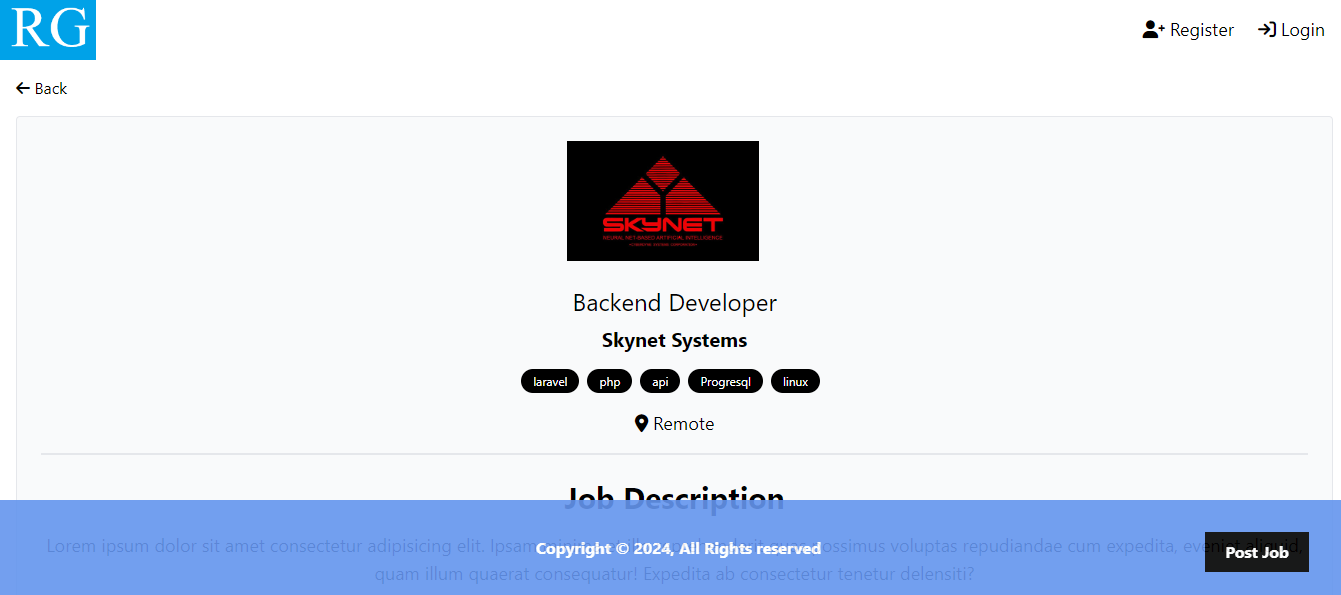 RG
Register Login
Back
SKYNET
NEURAL NET-BASED ARTIFICIAL INTELLIGENCE
Backend Developer
Skynet Systems
laravel php api Progresql linux
Remote
Job Description
Lorem ipsum dolor sit amet consectetur adipisicing elit. Ipsam possimus voluptas repudiandae cum expedita, eveniet aliquid,
Copyright © 2024, All Rights reserved
Post Job
quam illum quaerat consequatur! Expedita ab consectetur tenetur delensiti?